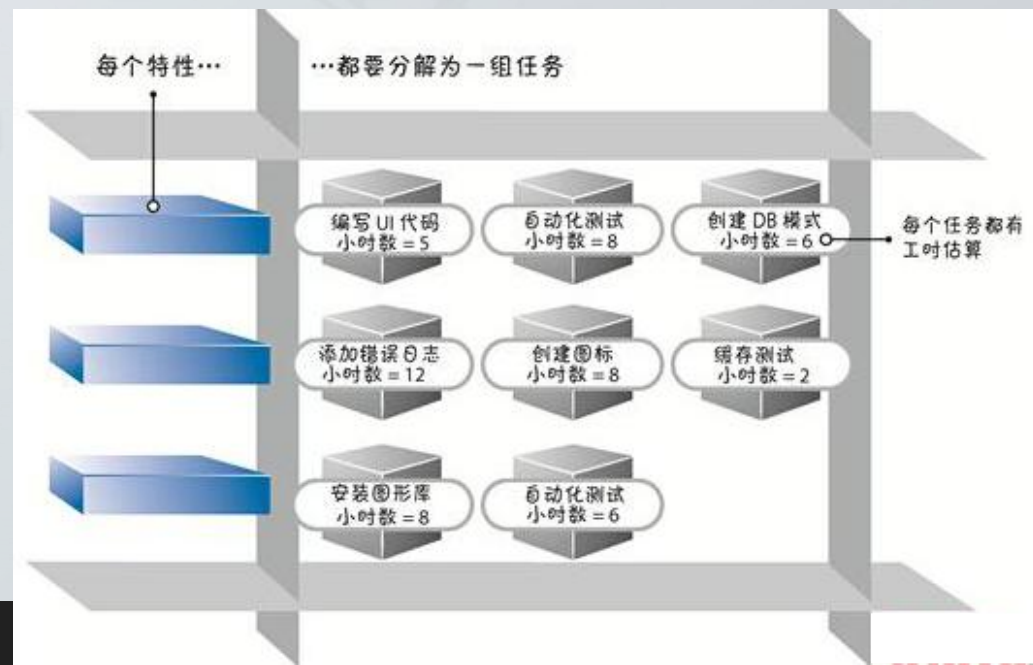 每个特性…
…都要分解为一组任务
编写 UI 代码
小时数 = 5
自动化测试
小时数 = 8
创建 DB 模式
小时数 = 6
每个任务都有
工时估算
添加错误日志
小时数 = 12
创建图标
小时数 = 8
缓存测试
小时数 = 2
安装图形库
小时数 = 8
自动化测试
小时数 = 6